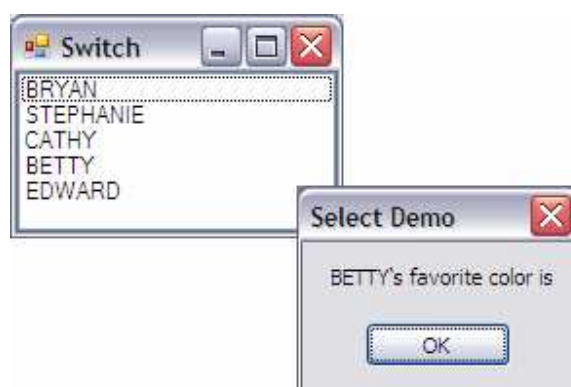 Switch
BRYAN
STEPHANIE
CATHY
BETTY
EDWARD
Select Demo
BETTY's favorite color is
OK